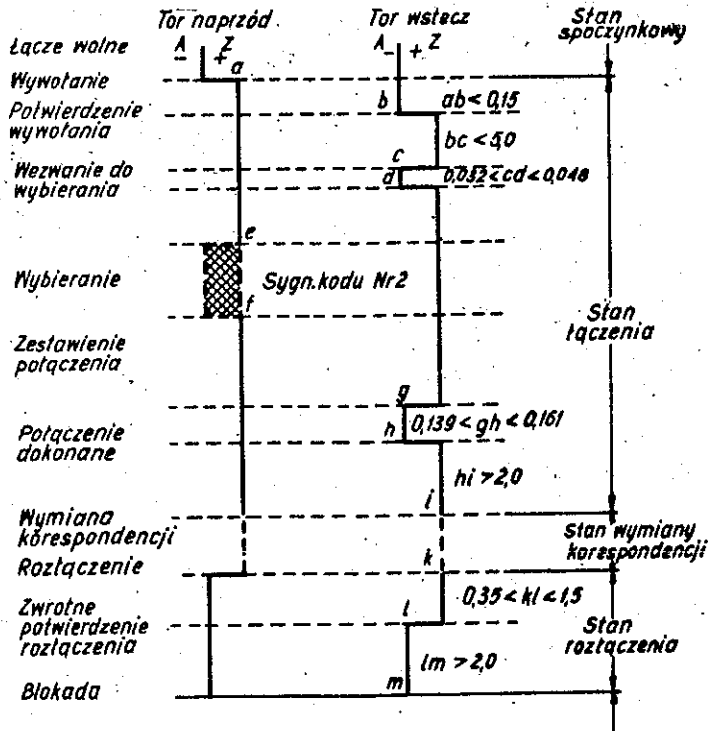 Tor naprzód
Tor wstecz
Stan
spoczynkowy
Łącze wolne
A Z
- +
a
A Z
- +
Wywołanie
b
ab < 0,15
Potwierdzenie
wywołania
bc < 5,0
c
Wezwanie do
wybierania
d
0,032 < cd < 0,048
e
Wybieranie
Sygn. kodu Nr 2
f
Stan
łączenia
Zestawienie
połączenia
g
0,139 < gh < 0,161
h
Połączenie
dokonane
hi > 2,0
i
Wymiana
korespondencji
Stan wymiany
korespondencji
k
Rozłączenie
0,35 < kl < 1,5
Zwrotne
potwierdzenie
rozłączenia
l
Stan
rozłączenia
lm > 2,0
m
Blokada